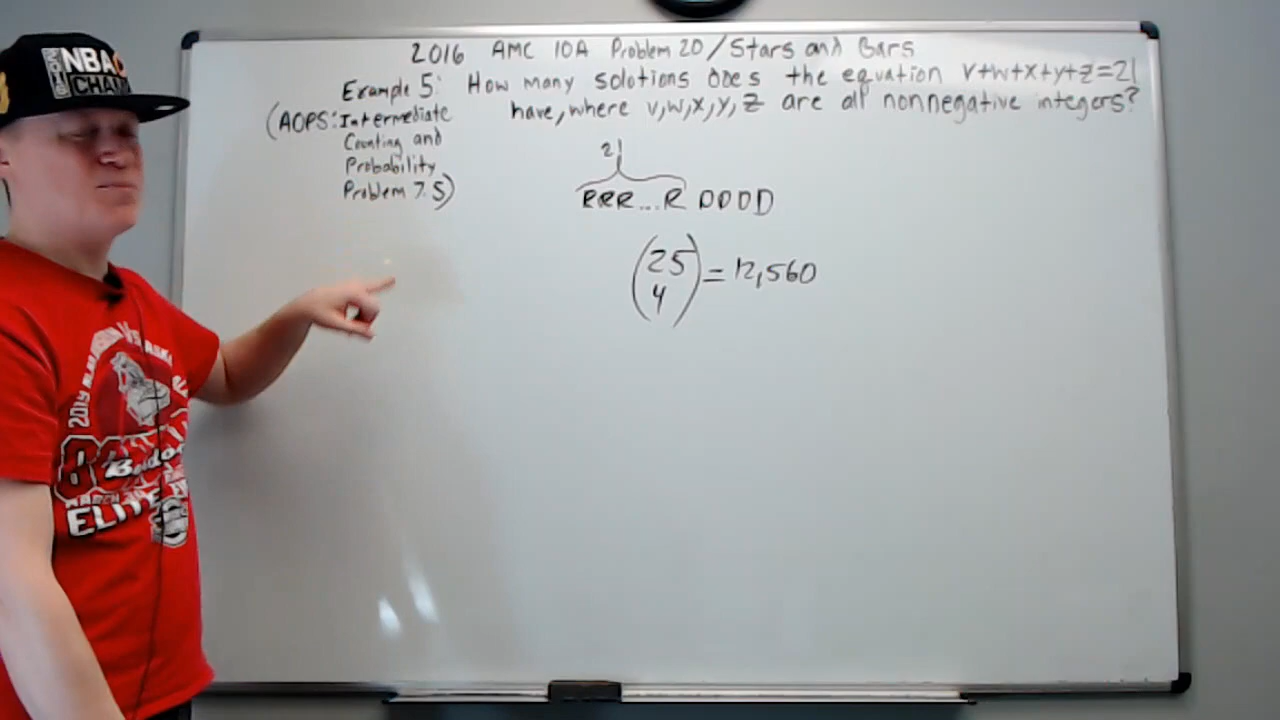 2016 AMC 10A Problem 20/Stars and Bars
Example 5: How many solutions does the equation v+w+x+y+z=21
(AOPS: Intermediate have, where v,w,x,y,z are all nonnegative integers?
Counting and
Probability
Problem 7.5)
21
RRR...R DDDD
(25
4) = 12,560
NBA
CHAM
2019
ELITE